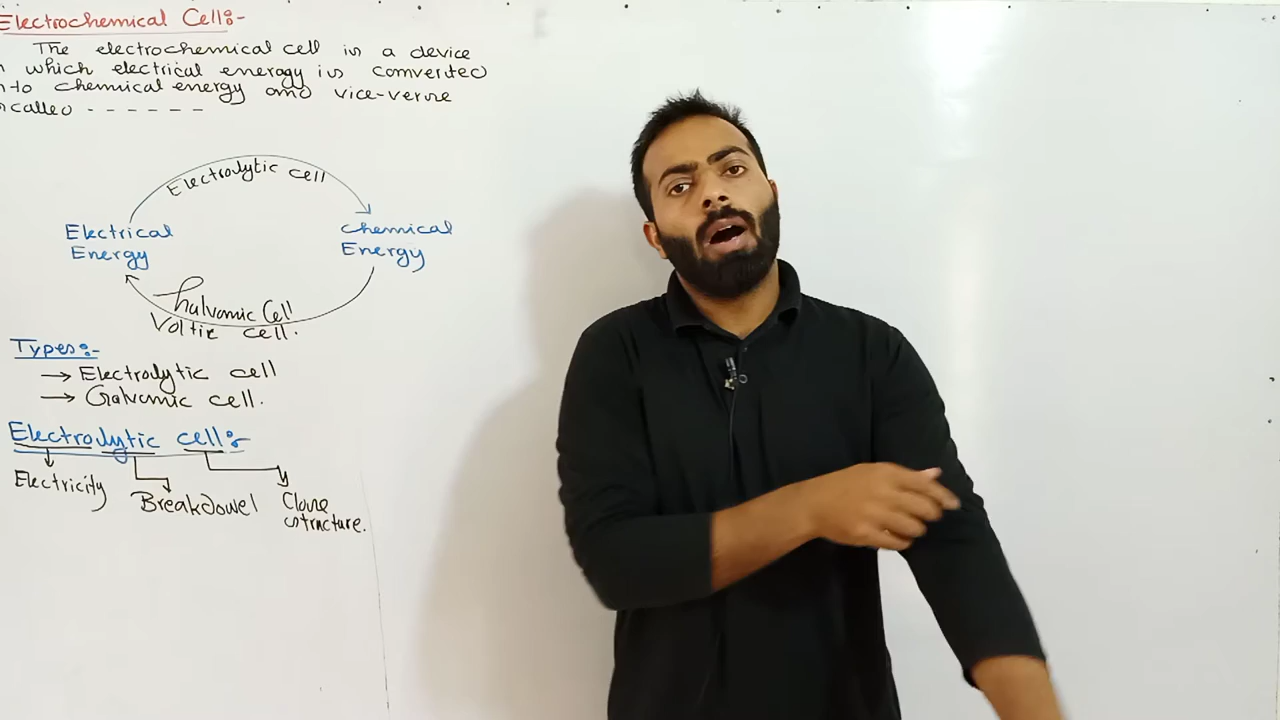 Electrochemical Cell:-
The electrochemical cell is a device
which electrical energy is converted
to chemical energy and vice-verse
called - - - - - -
Electrolytic cell
Electrical
Energy
chemical
Energy
Galvanic Cell
Voltic cell.
Types:-
→ Electrolytic cell
→ Galvanic cell.
Electrolytic cell:-
Electricity
Breakdowel
Close
structure.